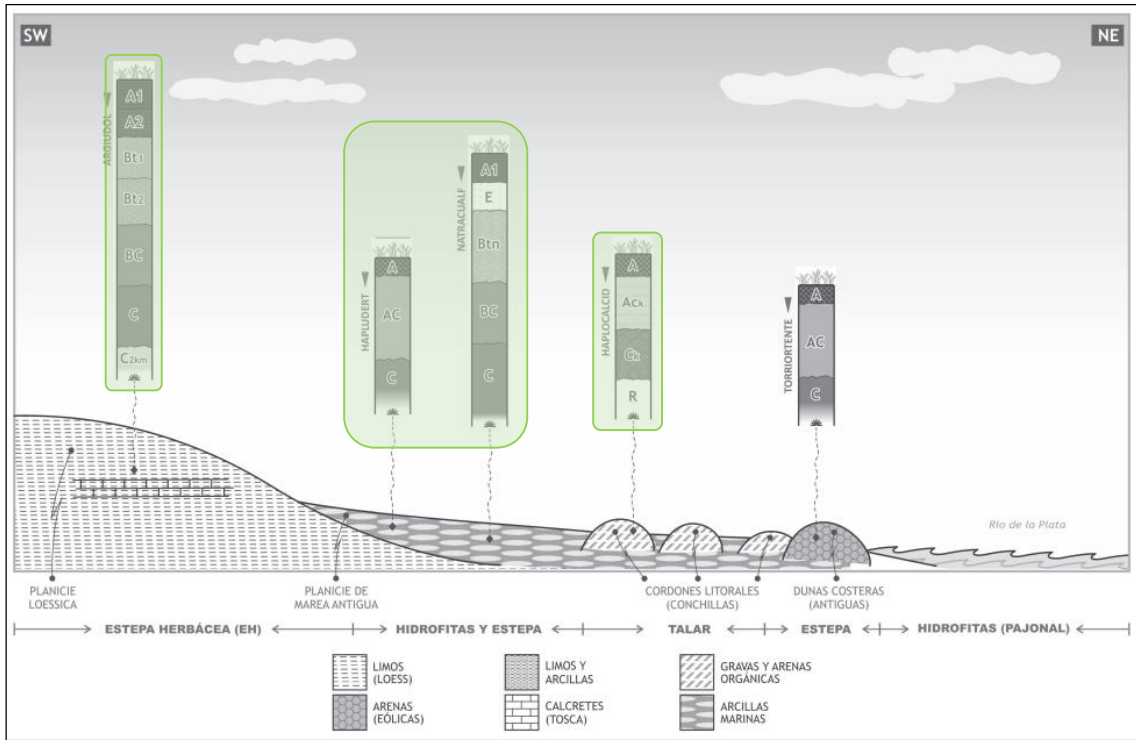 SW
NE
ARGIUDOL
A1
A2
Bt1
Bt2
BC
C
C2km
HAPLUDERT
A
AC
C
NATRACUALF
A1
E
Btn
BC
C
HAPLOCALCID
A
Ack
Ck
R
TORRIORTENTE
A
AC
C
Río de la Plata
PLANICIE
LOESSICA
PLANICIE DE
MAREA ANTIGUA
CORDONES LITORALES
(CONCHILLAS)
DUNAS COSTERAS
(ANTIGUAS)
ESTEPA HERBÁCEA (EH)
HIDROFITAS Y ESTEPA
TALAR
ESTEPA
HIDROFITAS (PAJONAL)
LIMOS
(LOESS)
LIMOS Y
ARCILLAS
GRAVAS Y ARENAS
ORGÁNICAS
ARENAS
(EÓLICAS)
CALCRETES
(TOSCA)
ARCILLAS
MARINAS